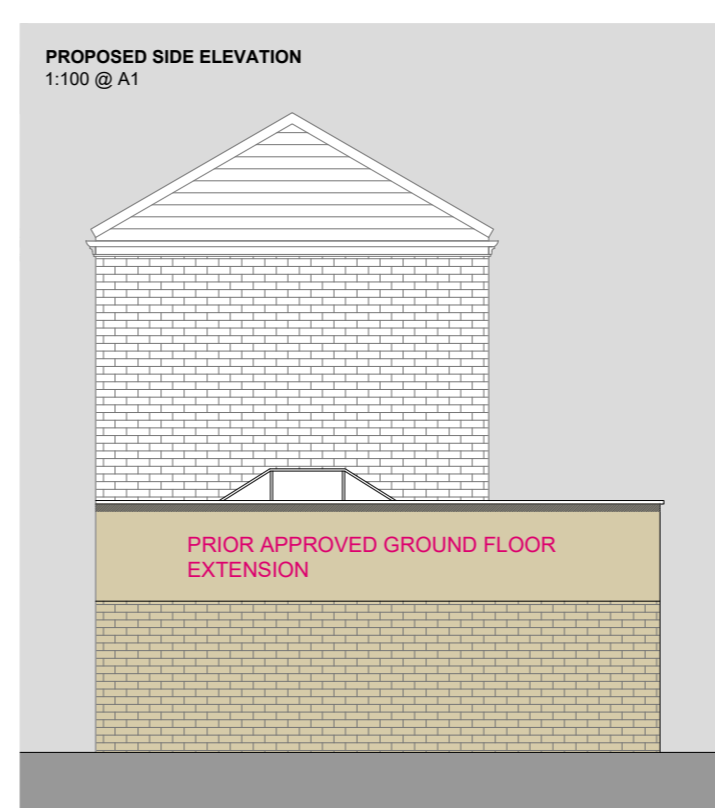 PROPOSED SIDE ELEVATION
1:100 @ A1
PRIOR APPROVED GROUND FLOOR
EXTENSION